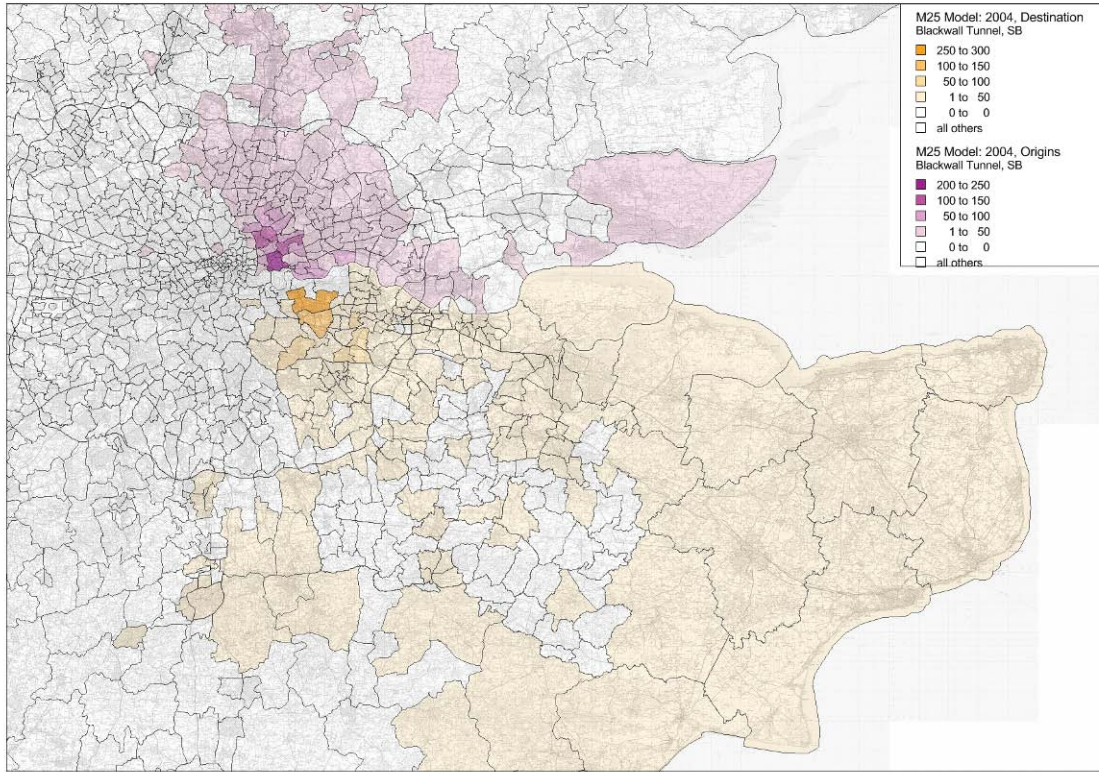 M25 Model: 2004, Destination
Blackwall Tunnel, SB
250 to 300
100 to 150
50 to 100
1 to 50
0 to 0
all others
M25 Model: 2004, Origins
Blackwall Tunnel, SB
200 to 250
100 to 150
50 to 100
1 to 50
0 to 0
all others